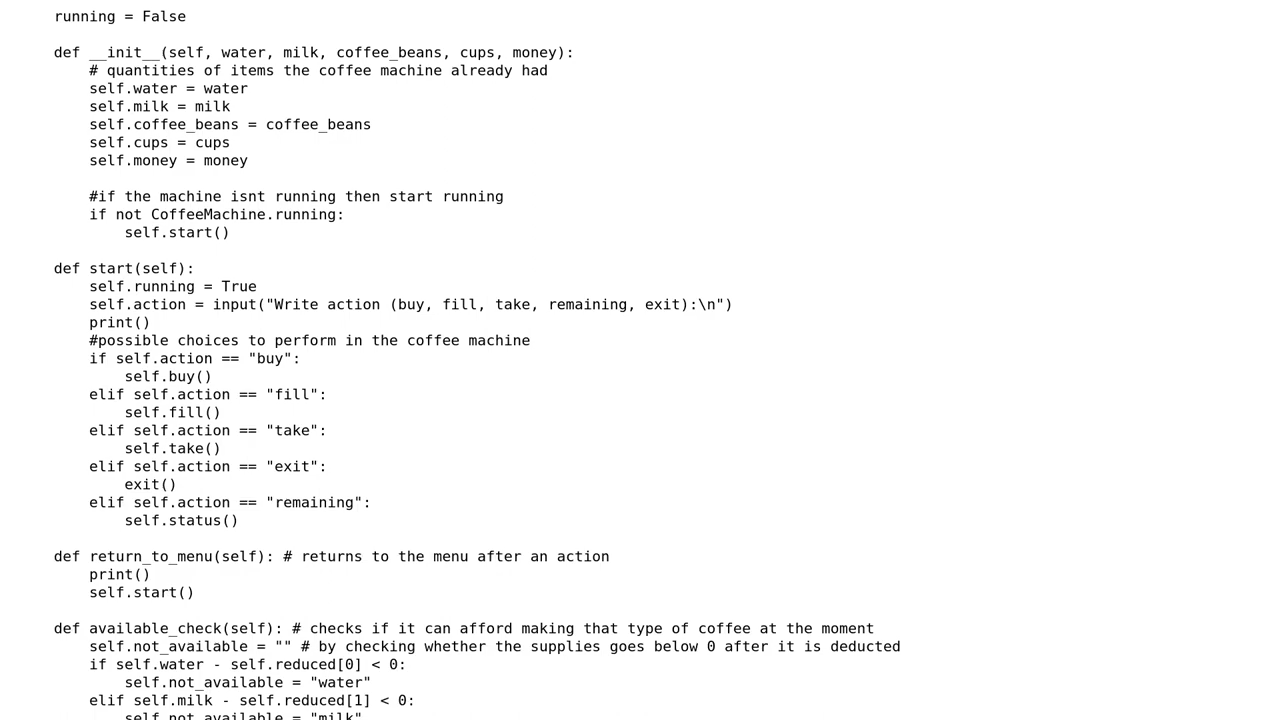 running = False
def __init__(self, water, milk, coffee_beans, cups, money):
# quantities of items the coffee machine already had
self.water = water
self.milk = milk
self.coffee_beans = coffee_beans
self.cups = cups
self.money = money
#if the machine isnt running then start running
if not CoffeeMachine.running:
self.start()
def start(self):
self.running = True
self.action = input("Write action (buy, fill, take, remaining, exit):\n")
print()
#possible choices to perform in the coffee machine
if self.action == "buy":
self.buy()
elif self.action == "fill":
self.fill()
elif self.action == "take":
self.take()
elif self.action == "exit":
exit()
elif self.action == "remaining":
self.status()
def return_to_menu(self): # returns to the menu after an action
print()
self.start()
def available_check(self): # checks if it can afford making that type of coffee at the moment
self.not_available = "" # by checking whether the supplies goes below 0 after it is deducted
if self.water - self.reduced[0] < 0:
self.not_available = "water"
elif self.milk - self.reduced[1] < 0:
self.not_available = "milk"